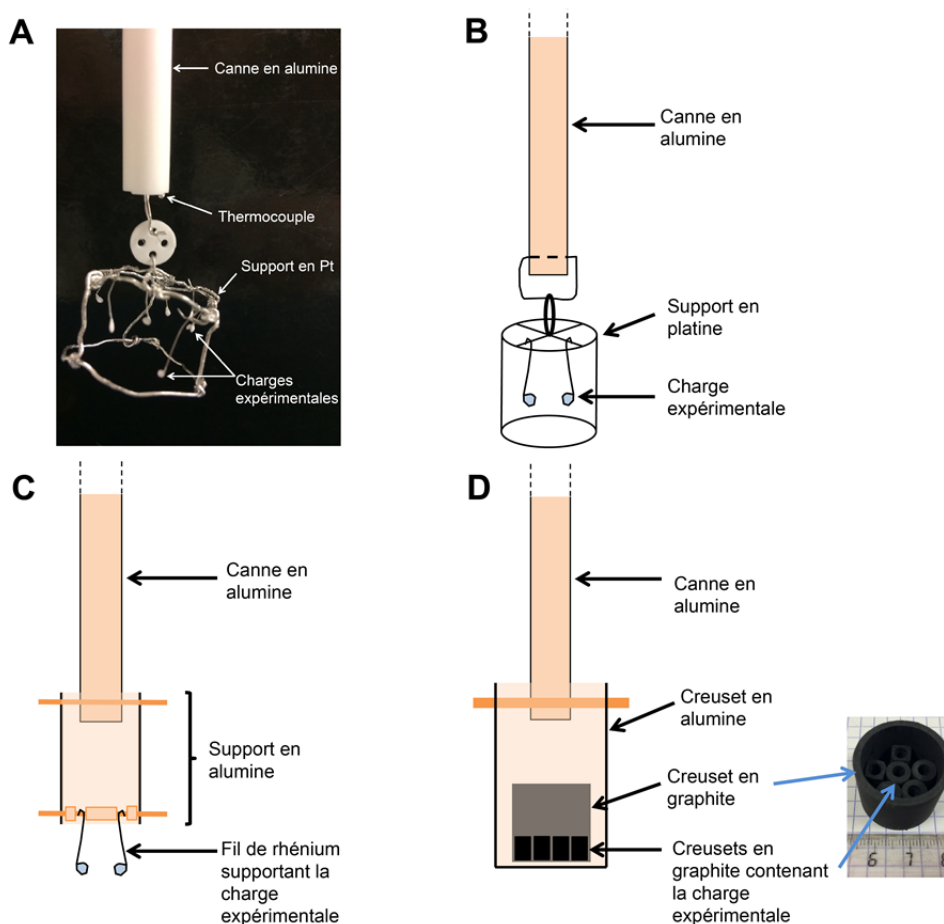 A
Canne en alumine
Thermocouple
Support en Pt
Charges
expérimentales
B
Canne en
alumine
Support en
platine
Charge
expérimentale
C
Canne en
alumine
Support en
alumine
Fil de rhénium
supportant la
charge
expérimentale
D
Canne en
alumine
Creuset en
alumine
Creuset en
graphite
Creusets en
graphite contenant
la charge
expérimentale
6 7